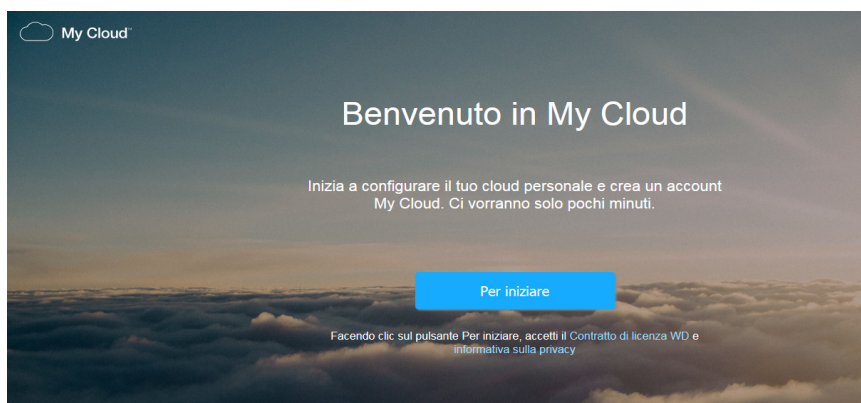 My Cloud™
Benvenuto in My Cloud
Inizia a configurare il tuo cloud personale e crea un account
My Cloud. Ci vorranno solo pochi minuti.
Per iniziare
Facendo clic sul pulsante Per iniziare, accetti il Contratto di licenza WD e
informativa sulla privacy